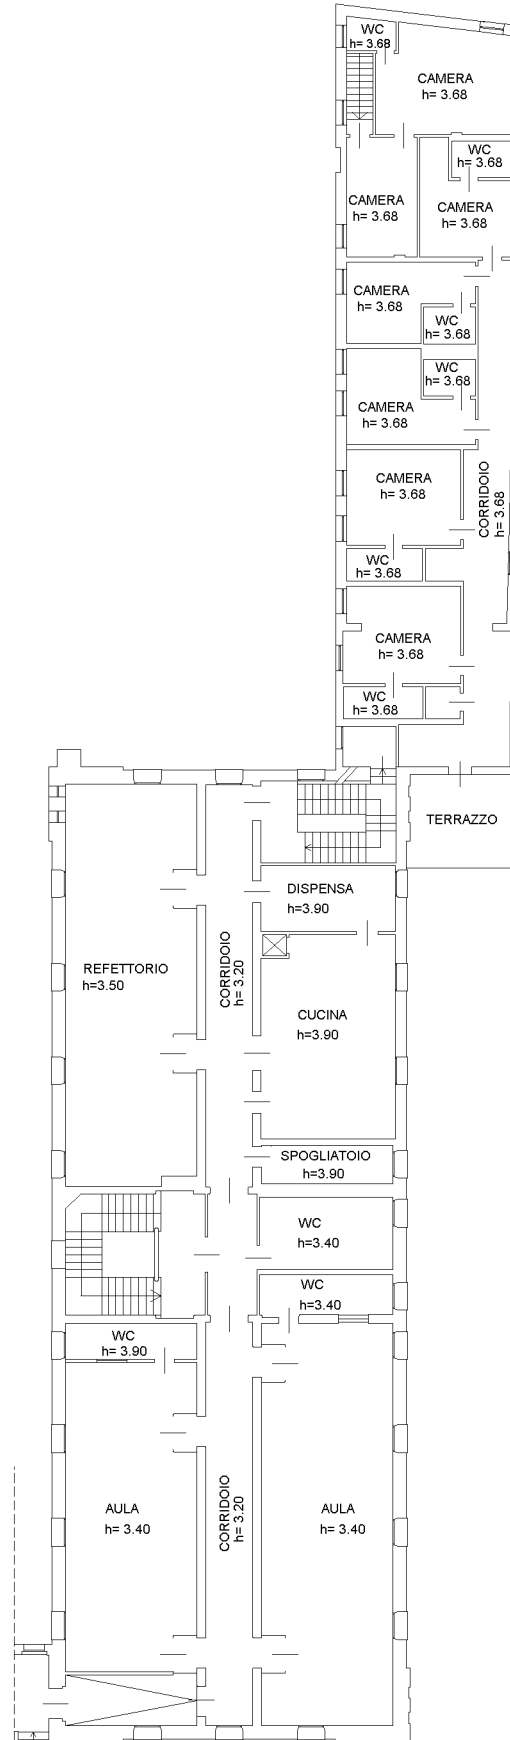 WC
h= 3.68
CAMERA
h= 3.68
WC
h= 3.68
CAMERA
h= 3.68
CAMERA
h= 3.68
CAMERA
h= 3.68
WC
h= 3.68
WC
h= 3.68
CAMERA
h= 3.68
CAMERA
h= 3.68
CORRIDOIO
h= 3.68
WC
h= 3.68
CAMERA
h= 3.68
WC
h= 3.68
TERRAZZO
DISPENSA
h=3.90
REFETTORIO
h=3.50
CORRIDOIO
h= 3.20
CUCINA
h=3.90
SPOGLIATOIO
h=3.90
WC
h=3.40
WC
h=3.40
WC
h= 3.90
AULA
h= 3.40
CORRIDOIO
h= 3.20
AULA
h= 3.40